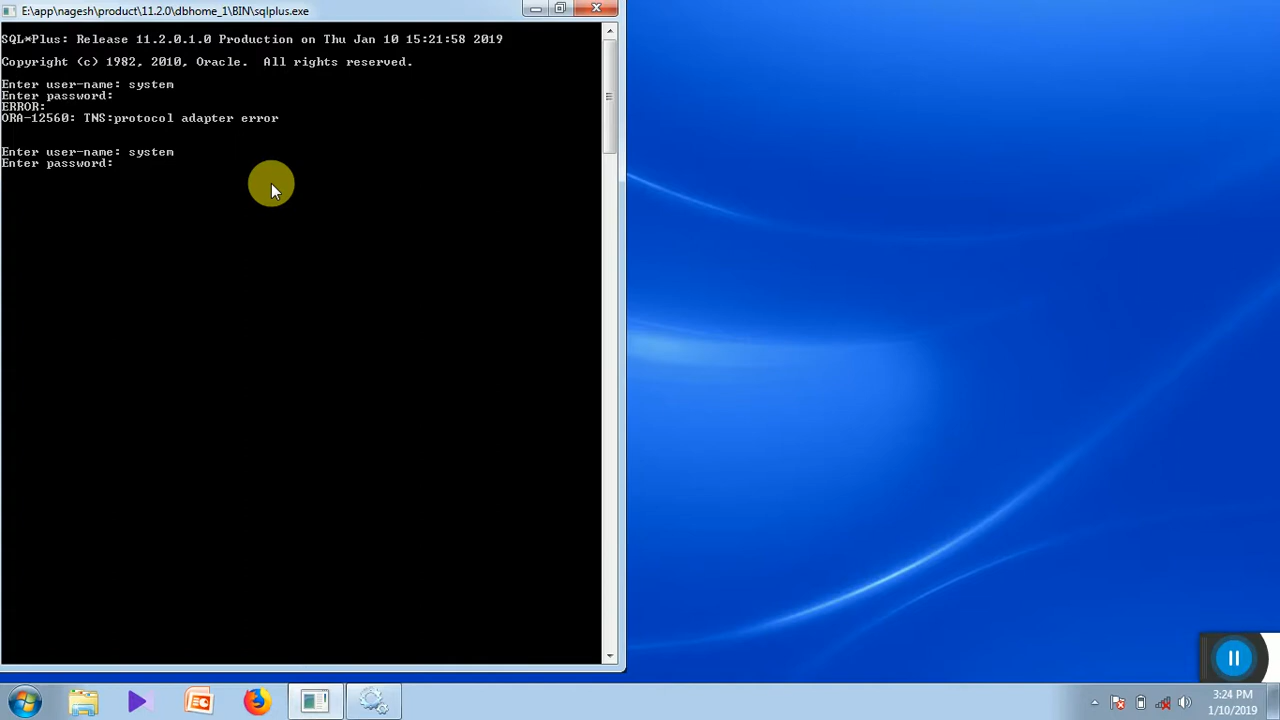 E:\app\nagesh\product\11.2.0\dbhome_1\BIN\sqlplus.exe
SQL*Plus: Release 11.2.0.1.0 Production on Thu Jan 10 15:21:58 2019
Copyright (c) 1982, 2010, Oracle.  All rights reserved.
Enter user-name: system
Enter password:
ERROR:
ORA-12560: TNS:protocol adapter error
Enter user-name: system
Enter password:
3:24 PM
1/10/2019